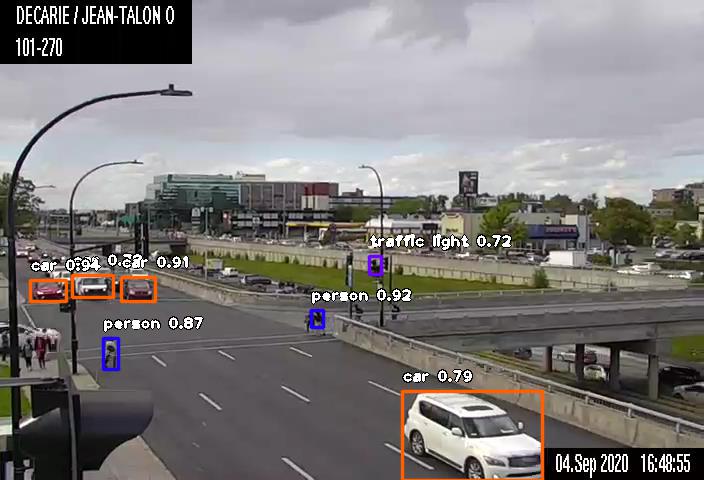 DECARIE / JEAN-TALON O
101-270
traffic light 0.72
car 0.94
car 0.91
person 0.92
person 0.87
car 0.79
04.Sep 2020 16:48:55